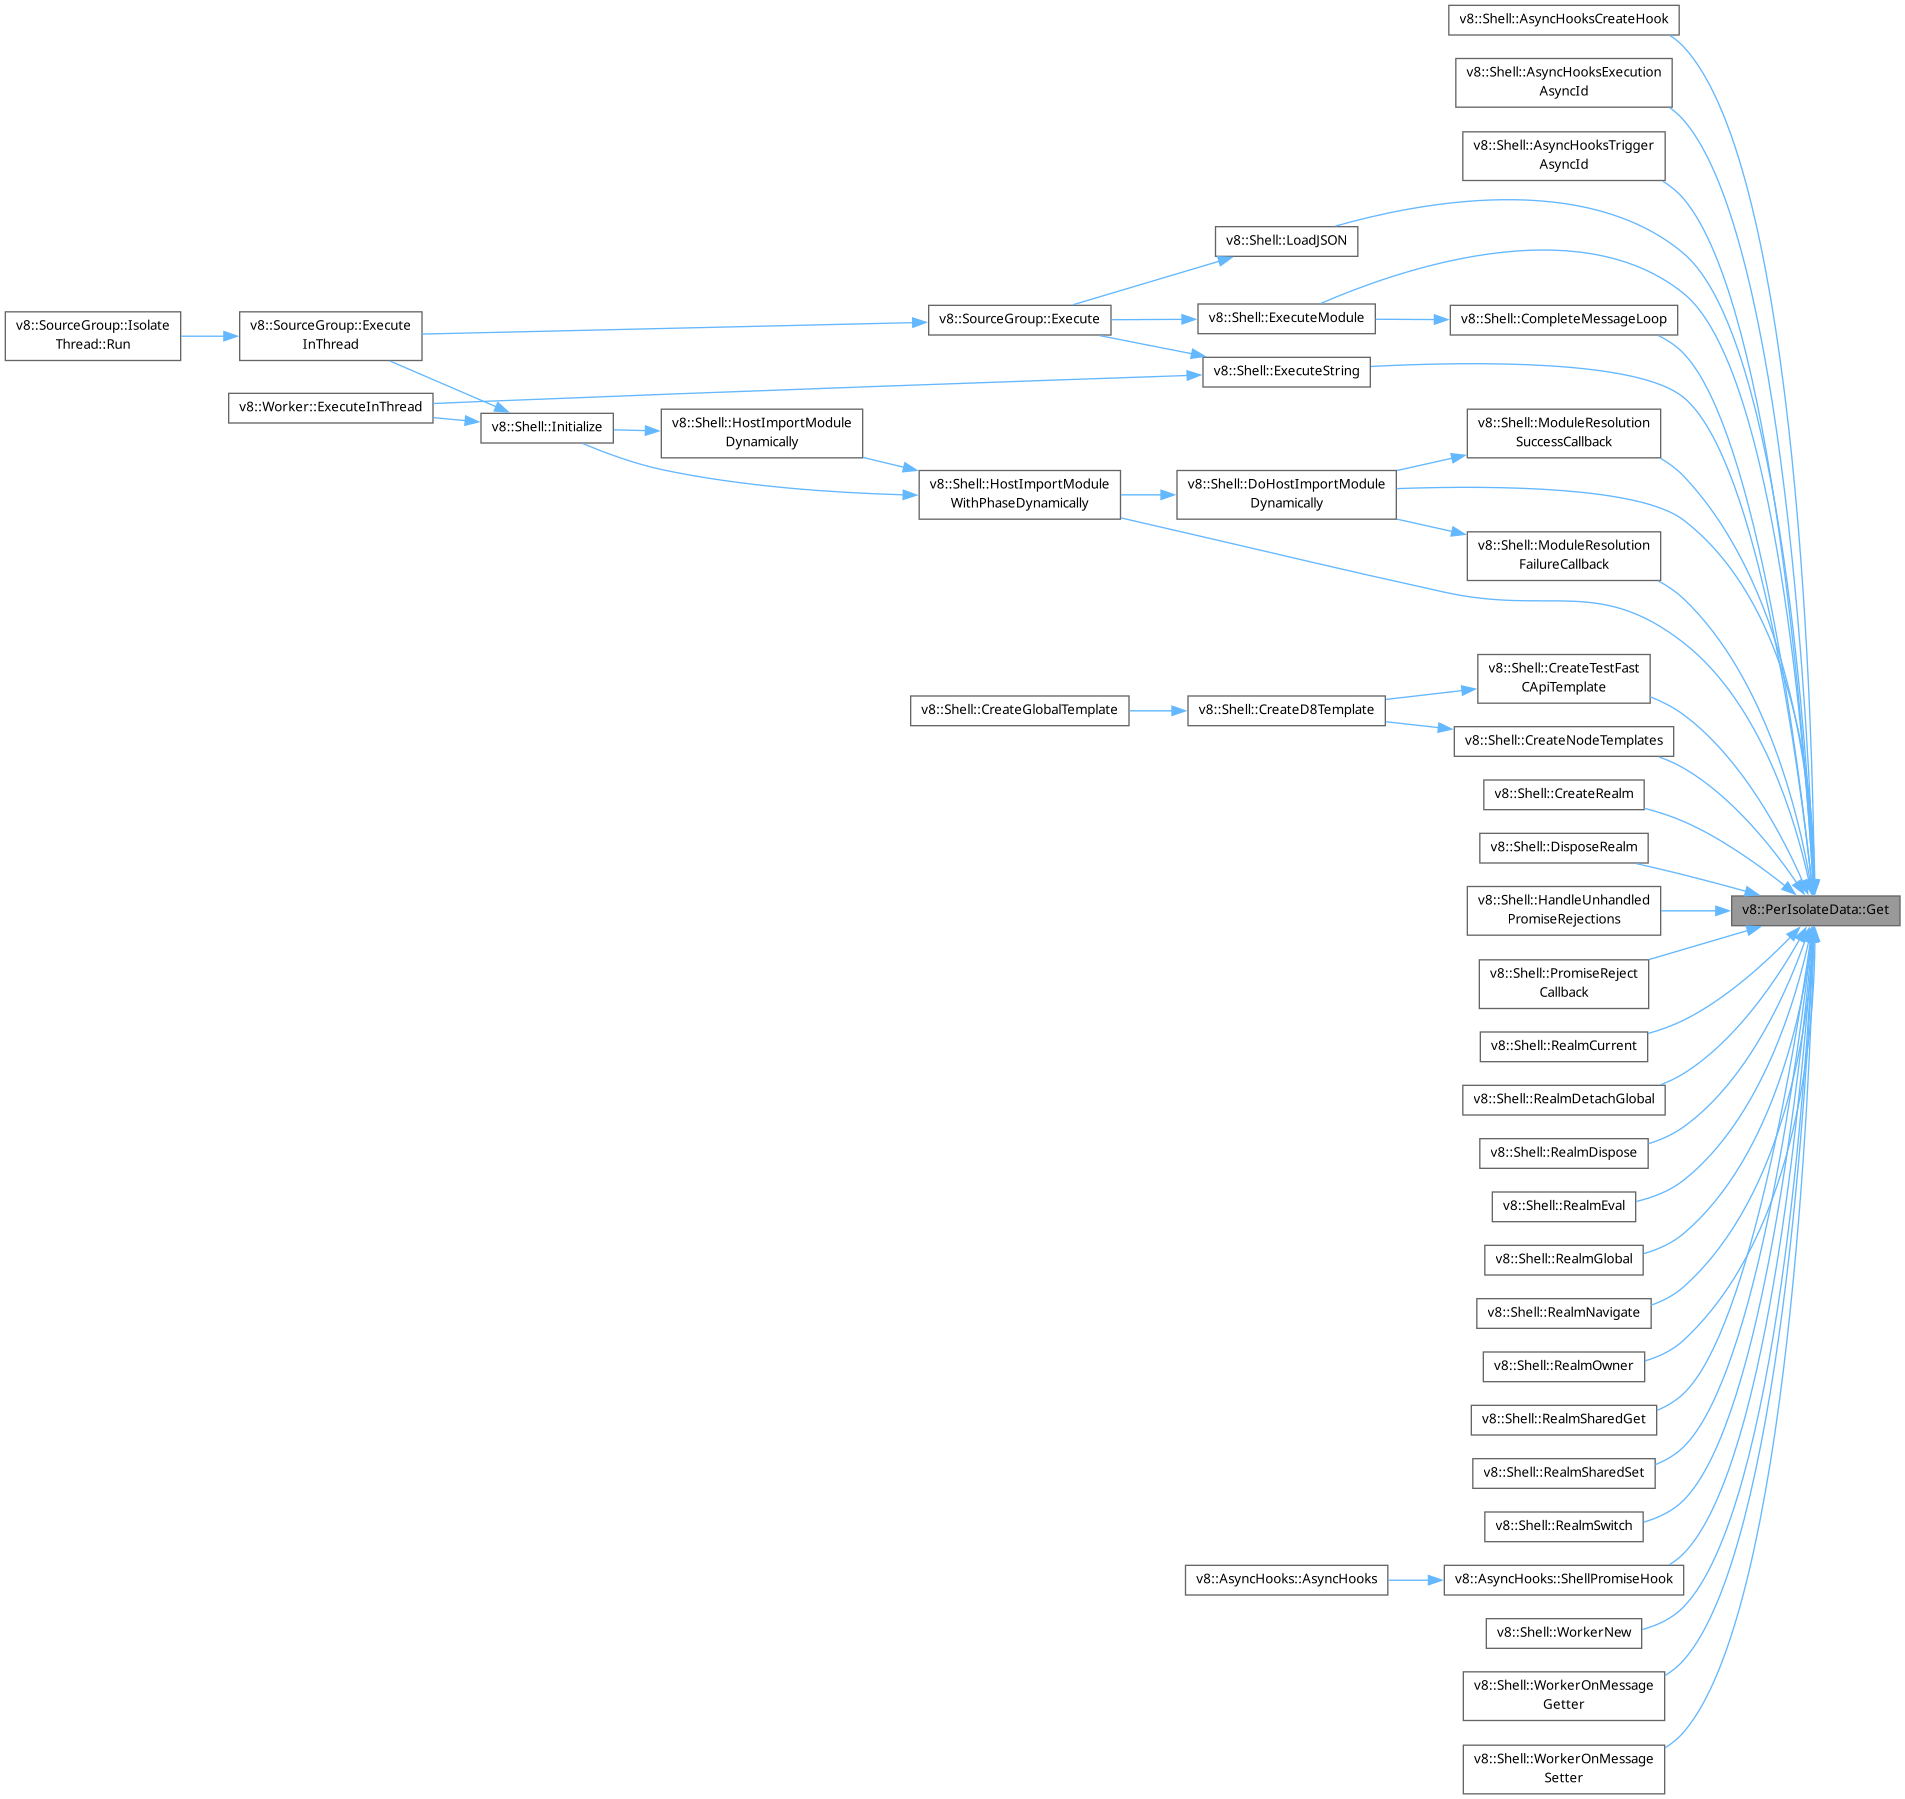 v8::Shell::AsyncHooksCreateHook
v8::Shell::AsyncHooksExecution
AsyncId
v8::Shell::AsyncHooksTrigger
AsyncId
v8::Shell::LoadJSON
v8::SourceGroup::Isolate
Thread::Run
v8::SourceGroup::Execute
InThread
v8::SourceGroup::Execute
v8::Shell::ExecuteModule
v8::Shell::CompleteMessageLoop
v8::Shell::ExecuteString
v8::Worker::ExecuteInThread
v8::Shell::Initialize
v8::Shell::HostImportModule
Dynamically
v8::Shell::ModuleResolution
SuccessCallback
v8::Shell::HostImportModule
WithPhaseDynamically
v8::Shell::DoHostImportModule
Dynamically
v8::Shell::ModuleResolution
FailureCallback
v8::Shell::CreateTestFast
CApiTemplate
v8::Shell::CreateGlobalTemplate
v8::Shell::CreateD8Template
v8::Shell::CreateNodeTemplates
v8::Shell::CreateRealm
v8::Shell::DisposeRealm
v8::Shell::HandleUnhandled
PromiseRejections
v8::PerIsolateData::Get
v8::Shell::PromiseReject
Callback
v8::Shell::RealmCurrent
v8::Shell::RealmDetachGlobal
v8::Shell::RealmDispose
v8::Shell::RealmEval
v8::Shell::RealmGlobal
v8::Shell::RealmNavigate
v8::Shell::RealmOwner
v8::Shell::RealmSharedGet
v8::Shell::RealmSharedSet
v8::Shell::RealmSwitch
v8::AsyncHooks::AsyncHooks
v8::AsyncHooks::ShellPromiseHook
v8::Shell::WorkerNew
v8::Shell::WorkerOnMessage
Getter
v8::Shell::WorkerOnMessage
Setter